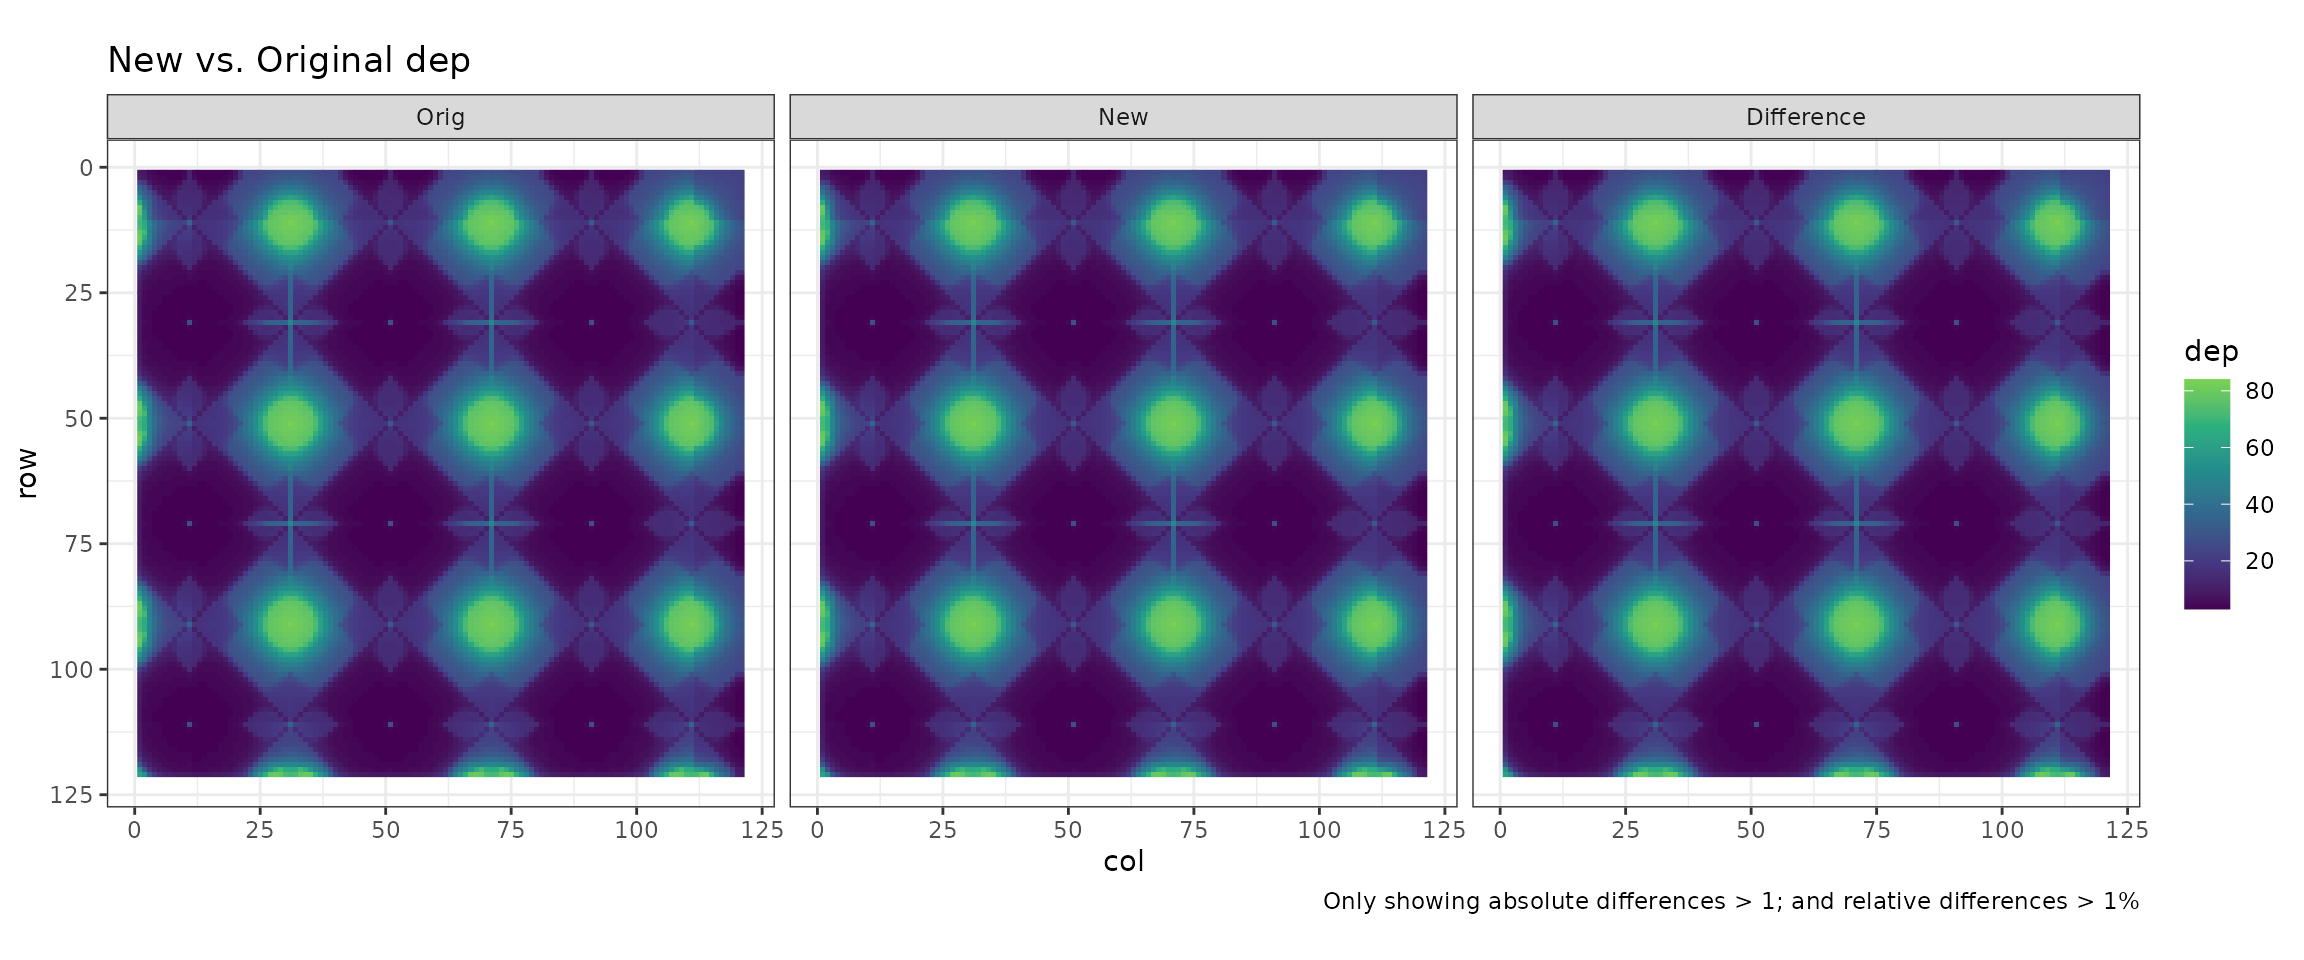 New vs. Original dep
Orig
New
Difference
0
25
50
75
100
125
row
0 25 50 75 100 125
0 25 50 75 100 125
0 25 50 75 100 125
col
dep
80
60
40
20
Only showing absolute differences > 1; and relative differences > 1%